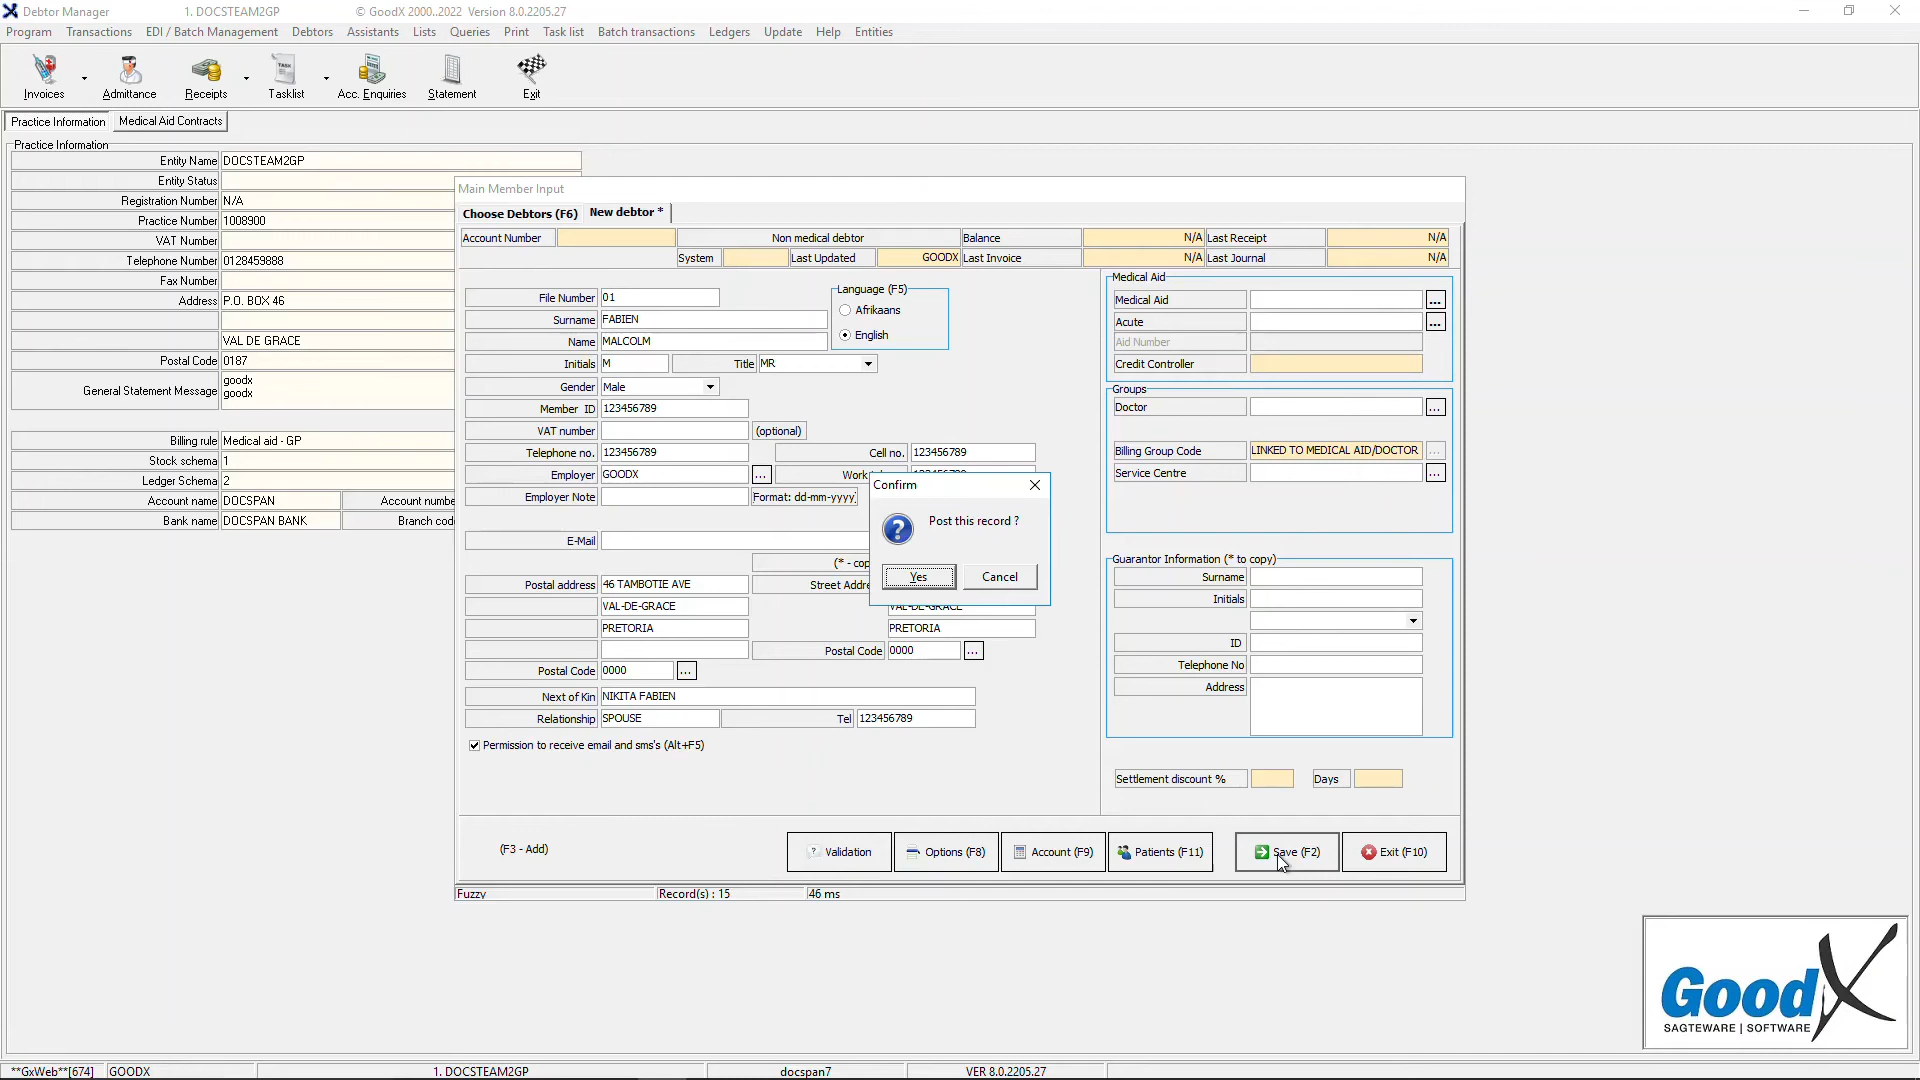 Debtor Manager 1. DOCSTEAM2GP © GoodX 2000..2022 Version 8.0.2205.27
Program Transactions EDI / Batch Management Debtors Assistants Lists Queries Print Task list Batch transactions Ledgers Update Help Entities
Invoices Admittance Receipts Tasklist Acc. Enquiries Statement Exit
Practice Information Medical Aid Contracts
Practice Information
Entity Name DOCSTEAM2GP
Entity Status
Registration Number N/A
Practice Number 1008900
VAT Number
Telephone Number 0128459888
Fax Number
Address P.O. BOX 46
VAL DE GRACE
Postal Code 0187
General Statement Message goodx
goodx
Billing rule Medical aid - GP
Stock schema 1
Ledger Schema 2
Account name DOCSPAN Account numbe
Bank name DOCSPAN BANK Branch cod
Main Member Input
Choose Debtors (F6) New debtor *
Account Number Non medical debtor Balance N/A Last Receipt N/A
System Last Updated GOODX Last Invoice N/A Last Journal N/A
File Number 01
Surname FABIEN
Name MALCOLM
Initials M Title MR
Gender Male
Member ID 123456789
VAT number (optional)
Telephone no. 123456789 Cell no. 123456789
Employer GOODX ... Work
Employer Note Format: dd-mm-yyyy
E-Mail
(* - cop
Postal address 46 TAMBOTIE AVE Street Addre
VAL-DE-GRACE VAL-DE-GRACE
PRETORIA PRETORIA
Postal Code 0000 ...
Postal Code 0000 ...
Next of Kin NIKITA FABIEN
Relationship SPOUSE Tel 123456789
Permission to receive email and sms's (Alt+F5)
Language (F5)
Afrikaans
English
Confirm
Post this record ?
Yes Cancel
Medical Aid
Medical Aid ...
Acute ...
Aid Number
Credit Controller
Groups
Doctor ...
Billing Group Code LINKED TO MEDICAL AID/DOCTOR ...
Service Centre ...
Guarantor Information (* to copy)
Surname
Initials
ID
Telephone No
Address
Settlement discount % Days
(F3 - Add) Validation Options (F8) Account (F9) Patients (F11) Save (F2) Exit (F10)
Fuzzy Record(s) : 15 46 ms
GoodX
SAGTEWARE | SOFTWARE
**GxWeb**[674] GOODX 1. DOCSTEAM2GP docspan7 VER 8.0.2205.27